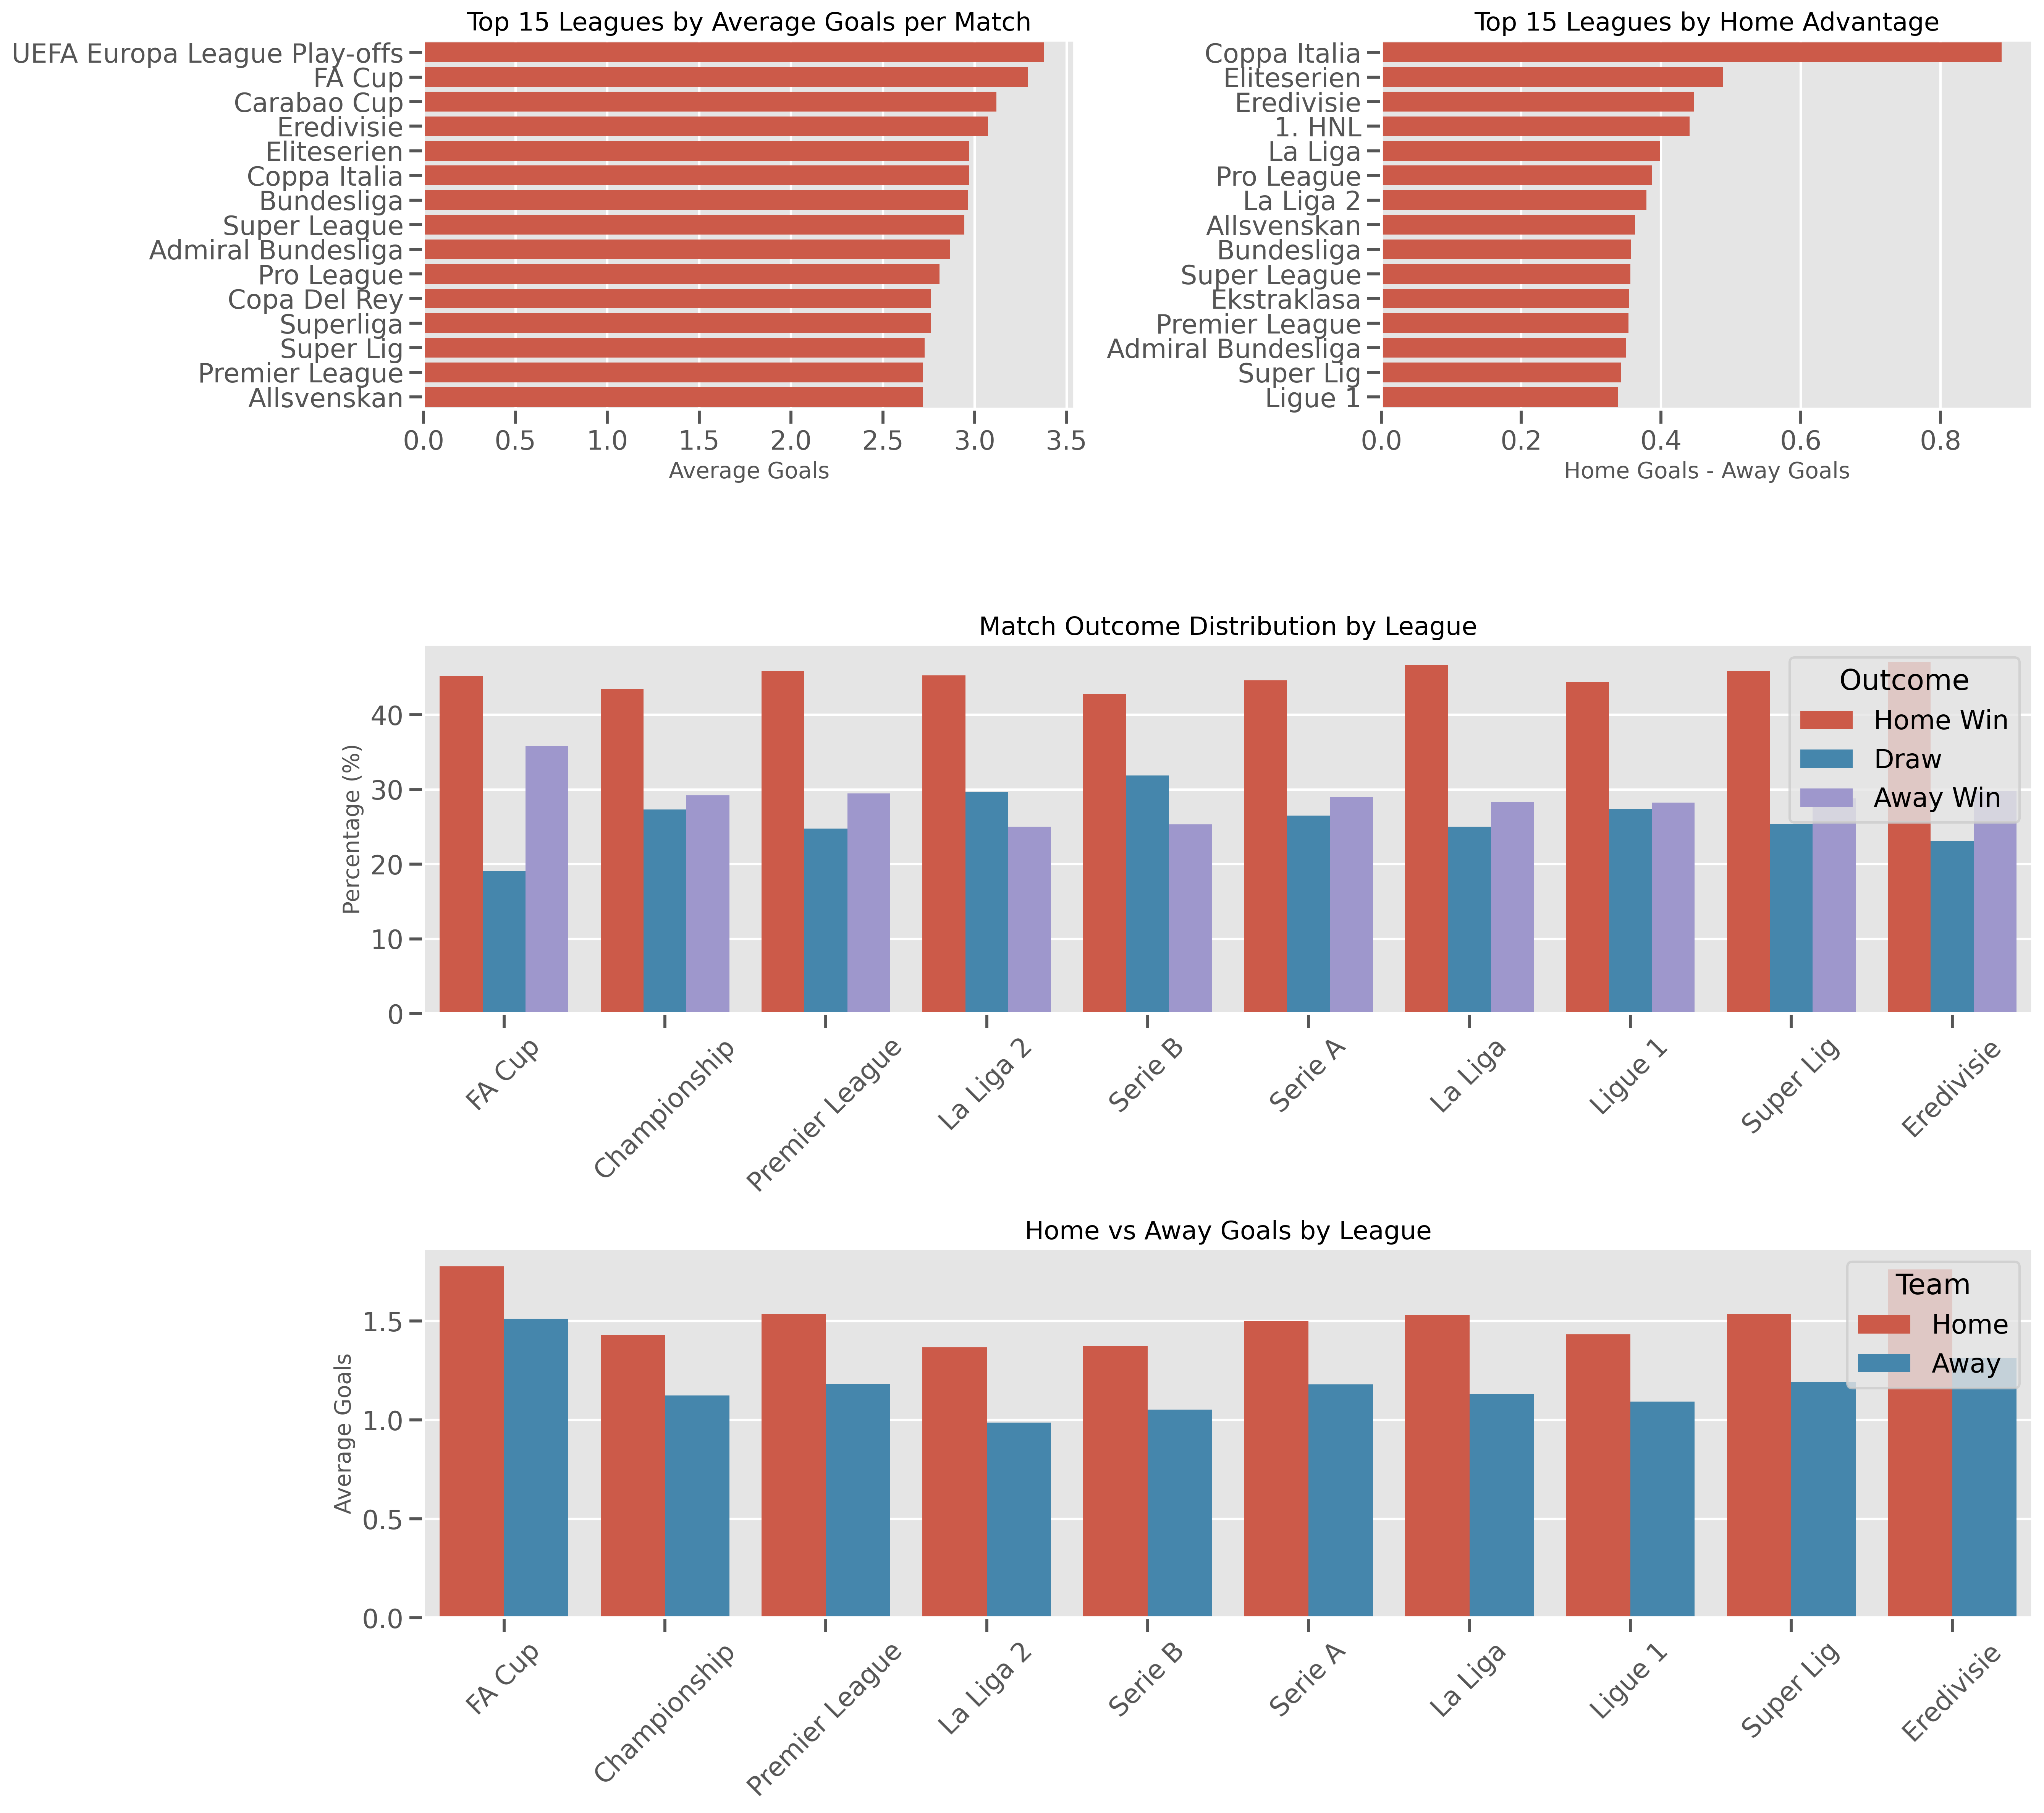 Top 15 Leagues by Average Goals per Match
UEFA Europa League Play-offs
FA Cup
Carabao Cup
Eredivisie
Eliteserien
Coppa Italia
Bundesliga
Super League
Admiral Bundesliga
Pro League
Copa Del Rey
Superliga
Super Lig
Premier League
Allsvenskan
0.0 0.5 1.0 1.5 2.0 2.5 3.0 3.5
Average Goals
Top 15 Leagues by Home Advantage
Coppa Italia
Eliteserien
Eredivisie
1. HNL
La Liga
Pro League
La Liga 2
Allsvenskan
Bundesliga
Super League
Ekstraklasa
Premier League
Admiral Bundesliga
Super Lig
Ligue 1
0.0 0.2 0.4 0.6 0.8
Home Goals - Away Goals
Match Outcome Distribution by League
Percentage (%)
40
30
20
10
0
Outcome
Home Win
Draw
Away Win
FA Cup
Championship
Premier League
La Liga 2
Serie B
Serie A
La Liga
Ligue 1
Super Lig
Eredivisie
Home vs Away Goals by League
Average Goals
1.5
1.0
0.5
0.0
Team
Home
Away
FA Cup
Championship
Premier League
La Liga 2
Serie B
Serie A
La Liga
Ligue 1
Super Lig
Eredivisie